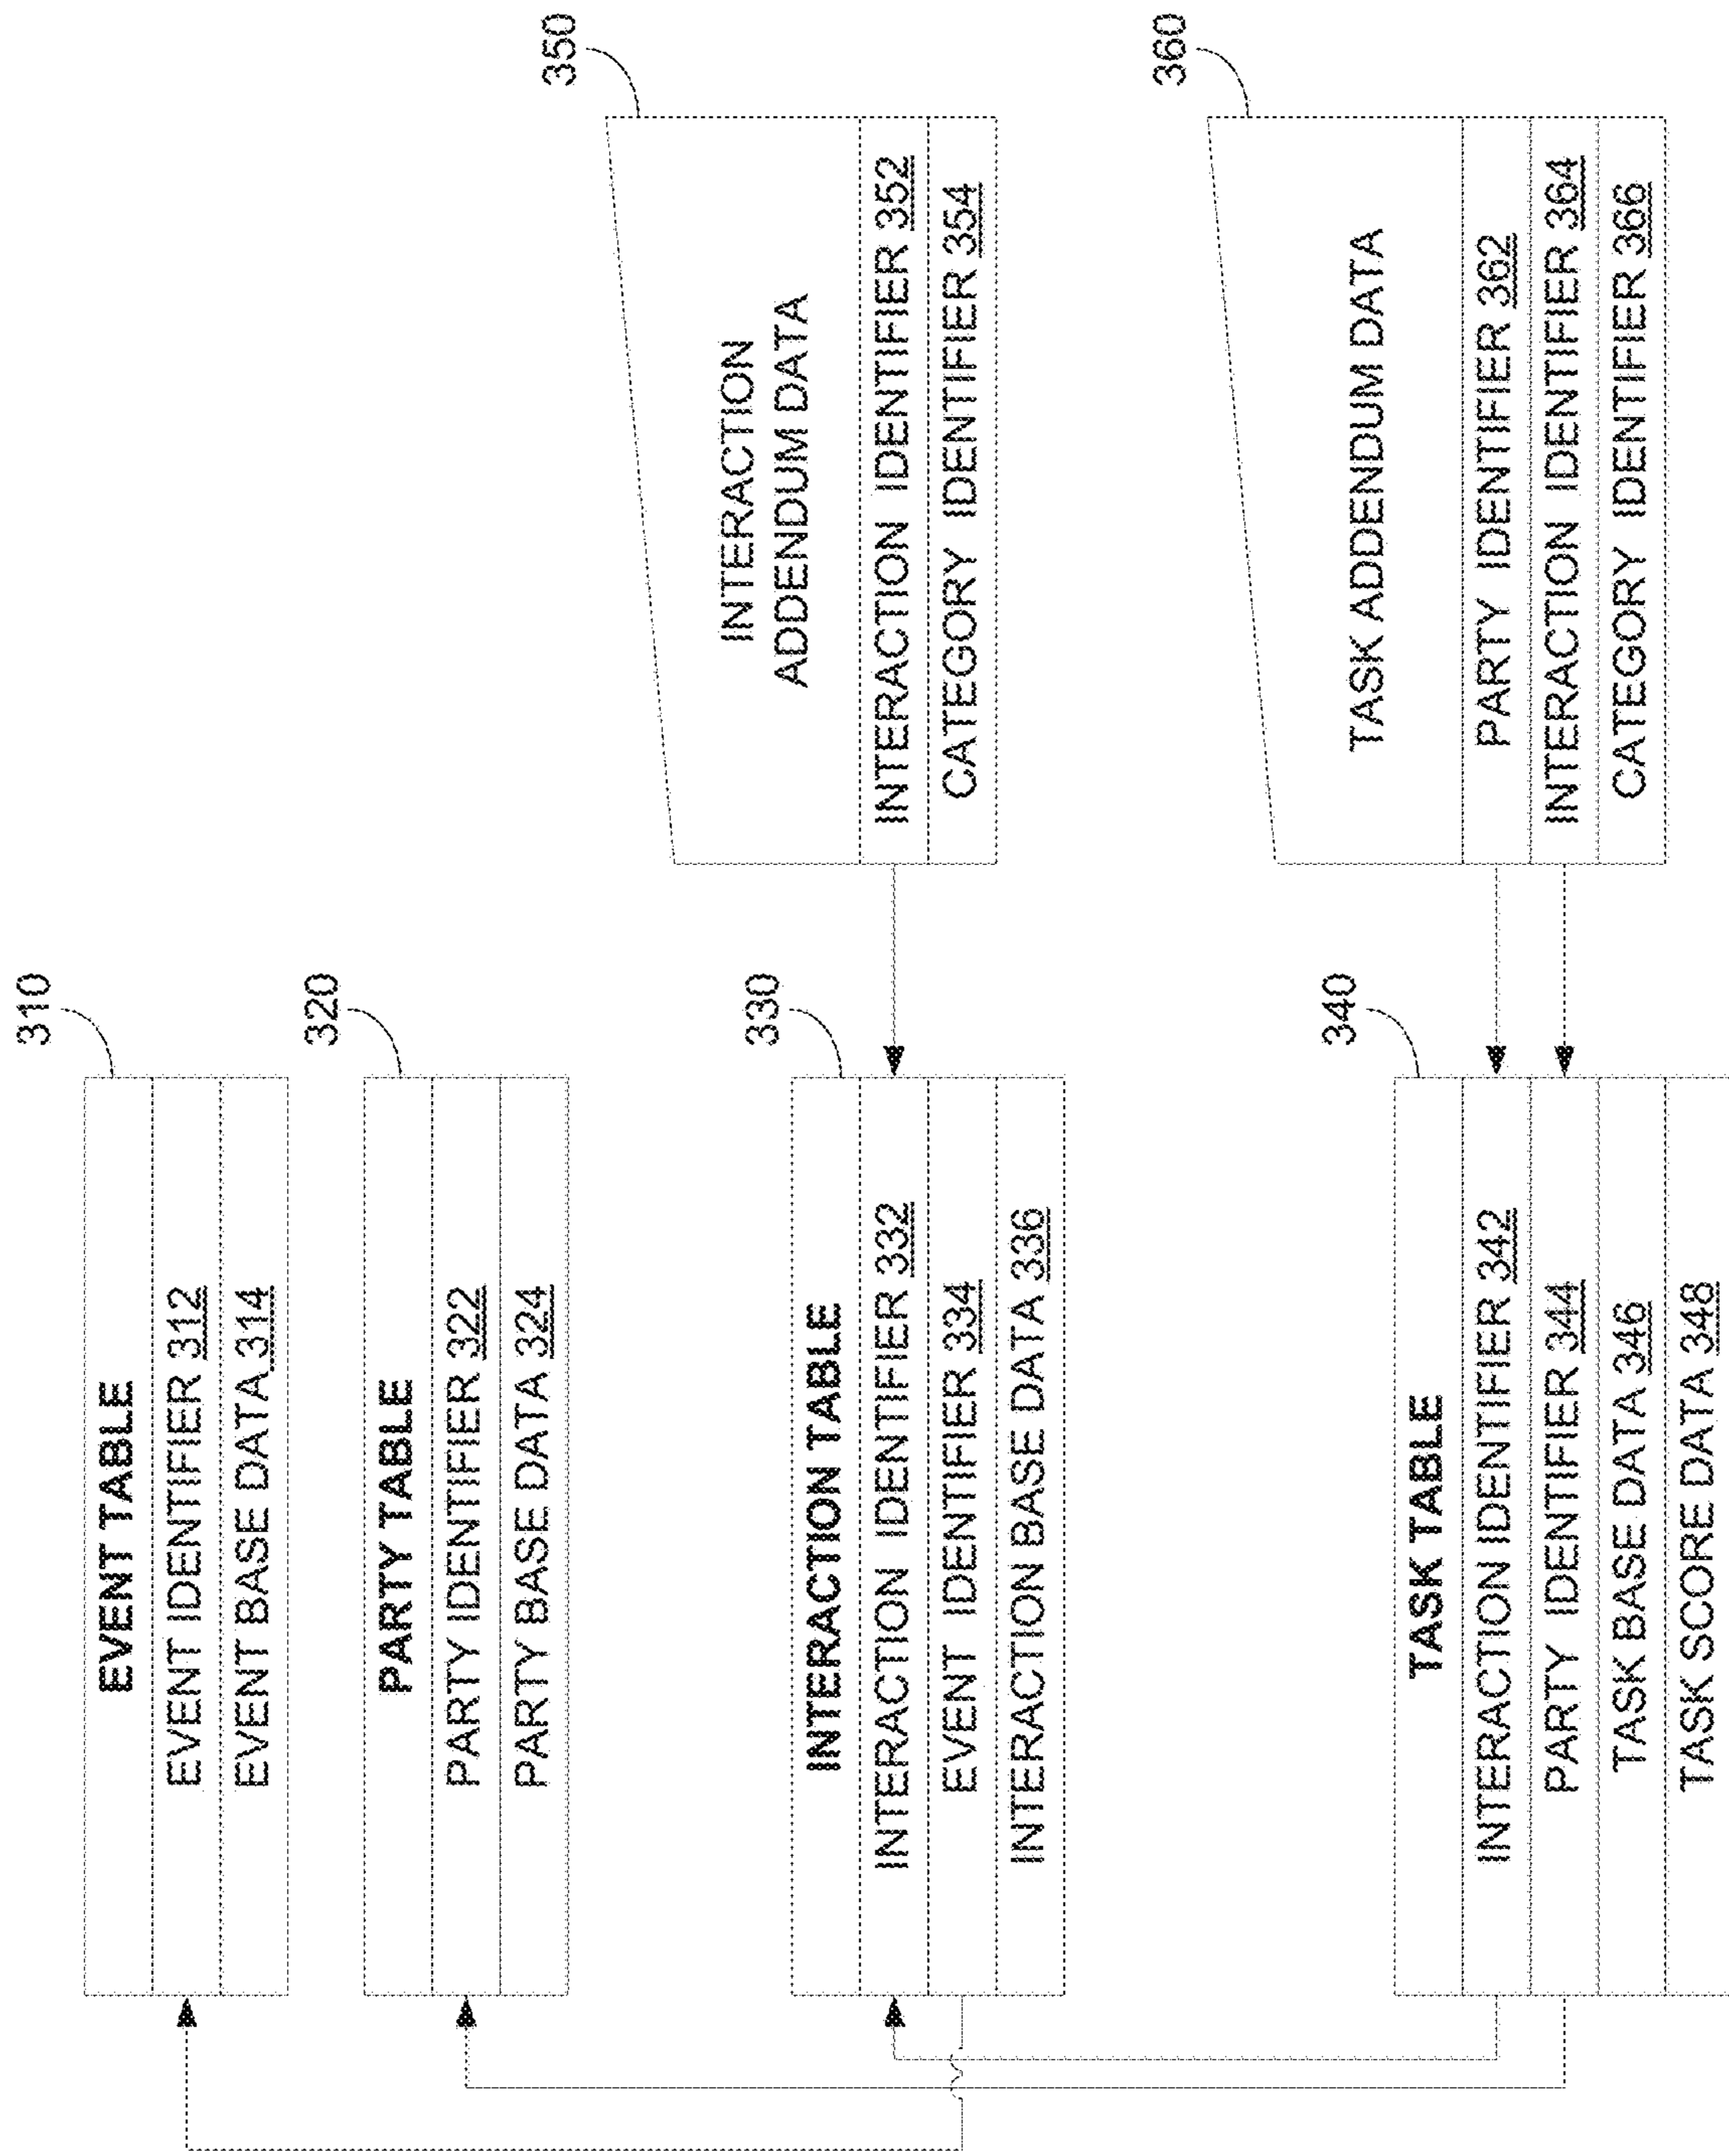 310
EVENT TABLE
EVENT IDENTIFIER 312
EVENT BASE DATA 314
320
PARTY TABLE
PARTY IDENTIFIER 322
PARTY BASE DATA 324
330
INTERACTION TABLE
INTERACTION IDENTIFIER 332
EVENT IDENTIFIER 334
INTERACTION BASE DATA 336
340
TASK TABLE
INTERACTION IDENTIFIER 342
PARTY IDENTIFIER 344
TASK BASE DATA 346
TASK SCORE DATA 348
350
INTERACTION
ADDENDUM DATA
INTERACTION IDENTIFIER 352
CATEGORY IDENTIFIER 354
360
TASK ADDENDUM DATA
PARTY IDENTIFIER 362
INTERACTION IDENTIFIER 364
CATEGORY IDENTIFIER 366